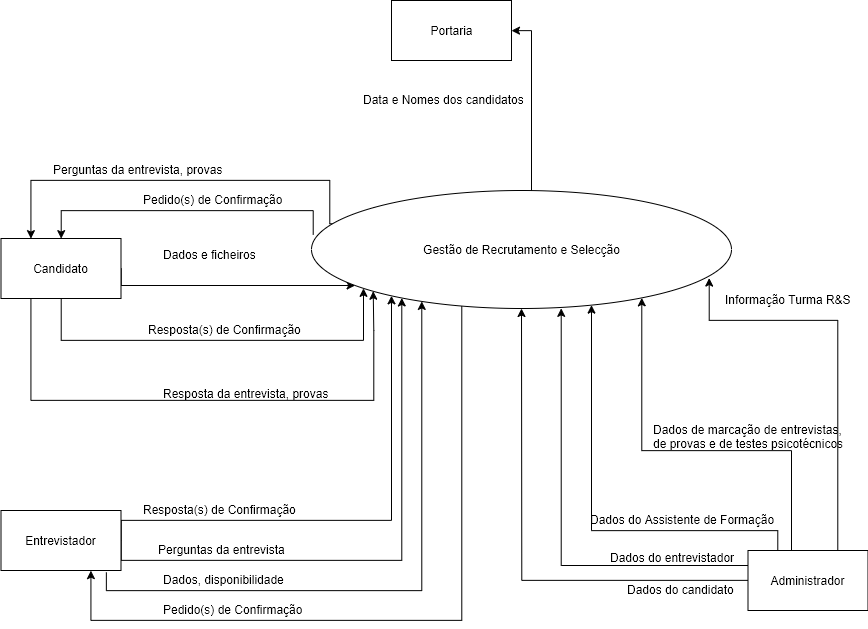 Portaria
Data e Nomes dos candidatos
Perguntas da entrevista, provas
Pedido(s) de Confirmação
Gestão de Recrutamento e Selecção
Dados e ficheiros
Candidato
Informação Turma R&S
Resposta(s) de Confirmação
Resposta da entrevista, provas
Dados de marcação de entrevistas,
de provas e de testes psicotécnicos
Resposta(s) de Confirmação
Dados do Assistente de Formação
Entrevistador
Perguntas da entrevista
Dados do entrevistador
Dados, disponibilidade
Administrador
Dados do candidato
Pedido(s) de Confirmação